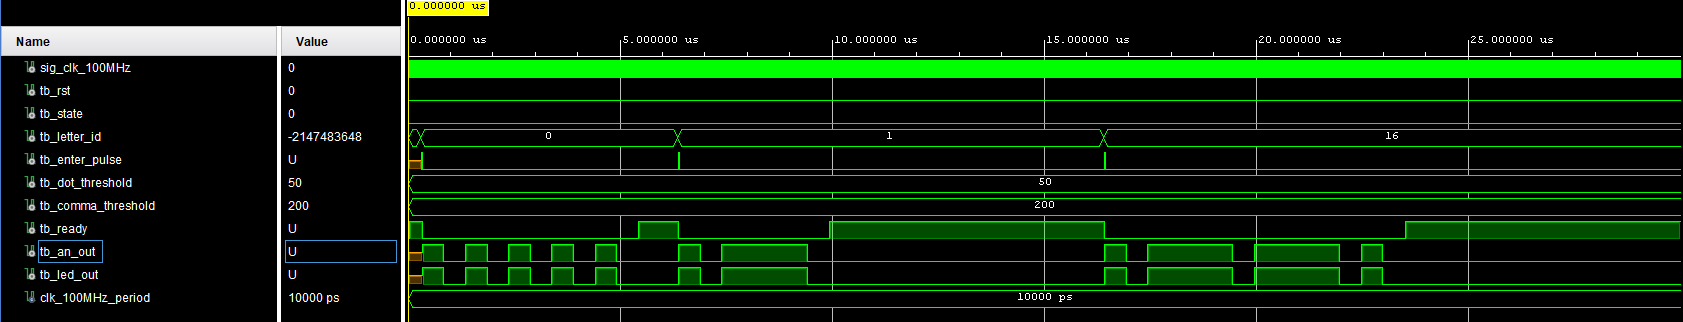 0.000000 us
Name Value
0.000000 us 5.000000 us 10.000000 us 15.000000 us 20.000000 us 25.000000 us
sig_clk_100MHz 0
tb_rst 0
tb_state 0
tb_letter_id -2147483648 0 1 16
tb_enter_pulse U
tb_dot_threshold 50 50
tb_comma_threshold 200 200
tb_ready U
tb_an_out U
tb_led_out U
clk_100MHz_period 10000 ps 10000 ps